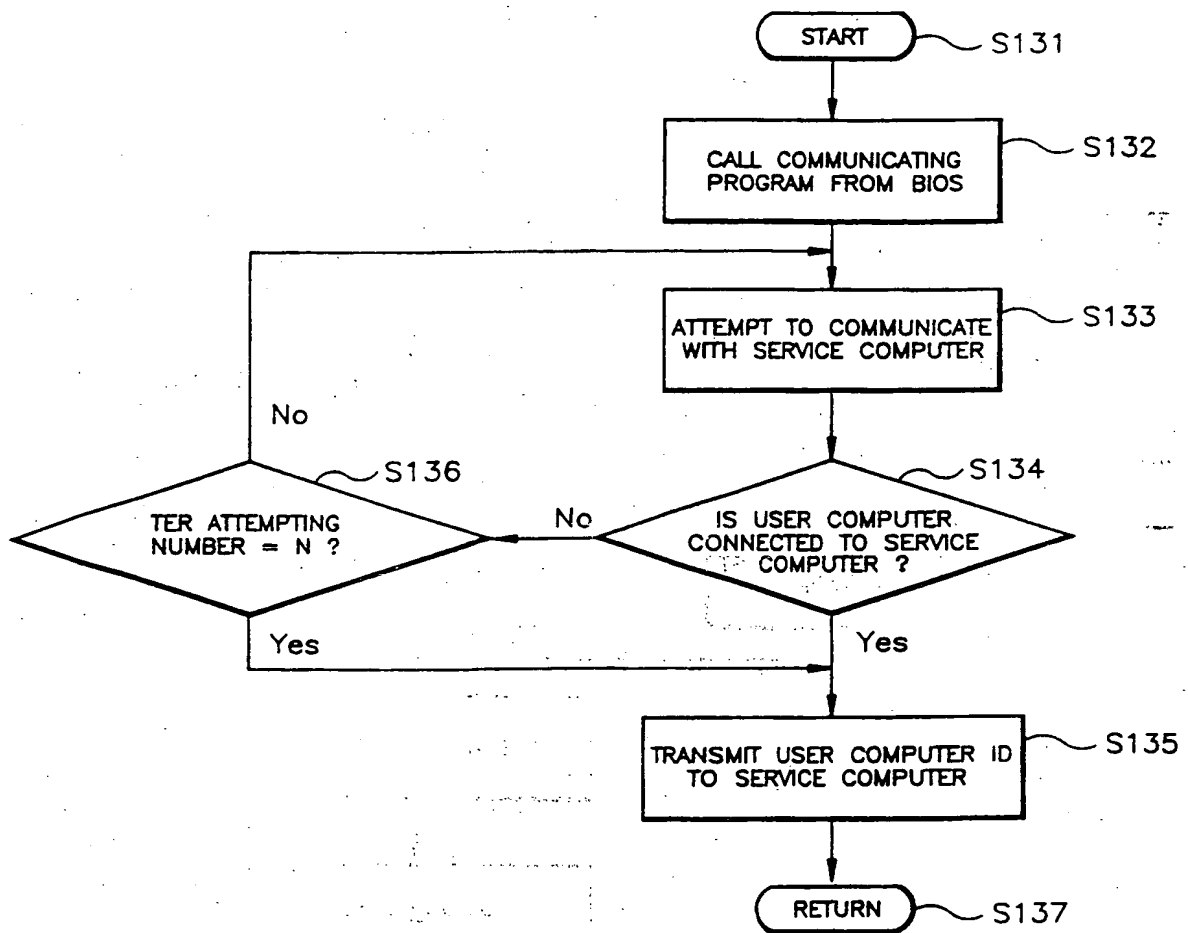 START
S131
CALL COMMUNICATING
PROGRAM FROM BIOS
S132
ATTEMPT TO COMMUNICATE
WITH SERVICE COMPUTER
S133
No
S136
TER ATTEMPTING
NUMBER = N ?
No
S134
IS USER COMPUTER
CONNECTED TO SERVICE
COMPUTER ?
Yes
Yes
TRANSMIT USER COMPUTER ID
TO SERVICE COMPUTER
S135
RETURN
S137